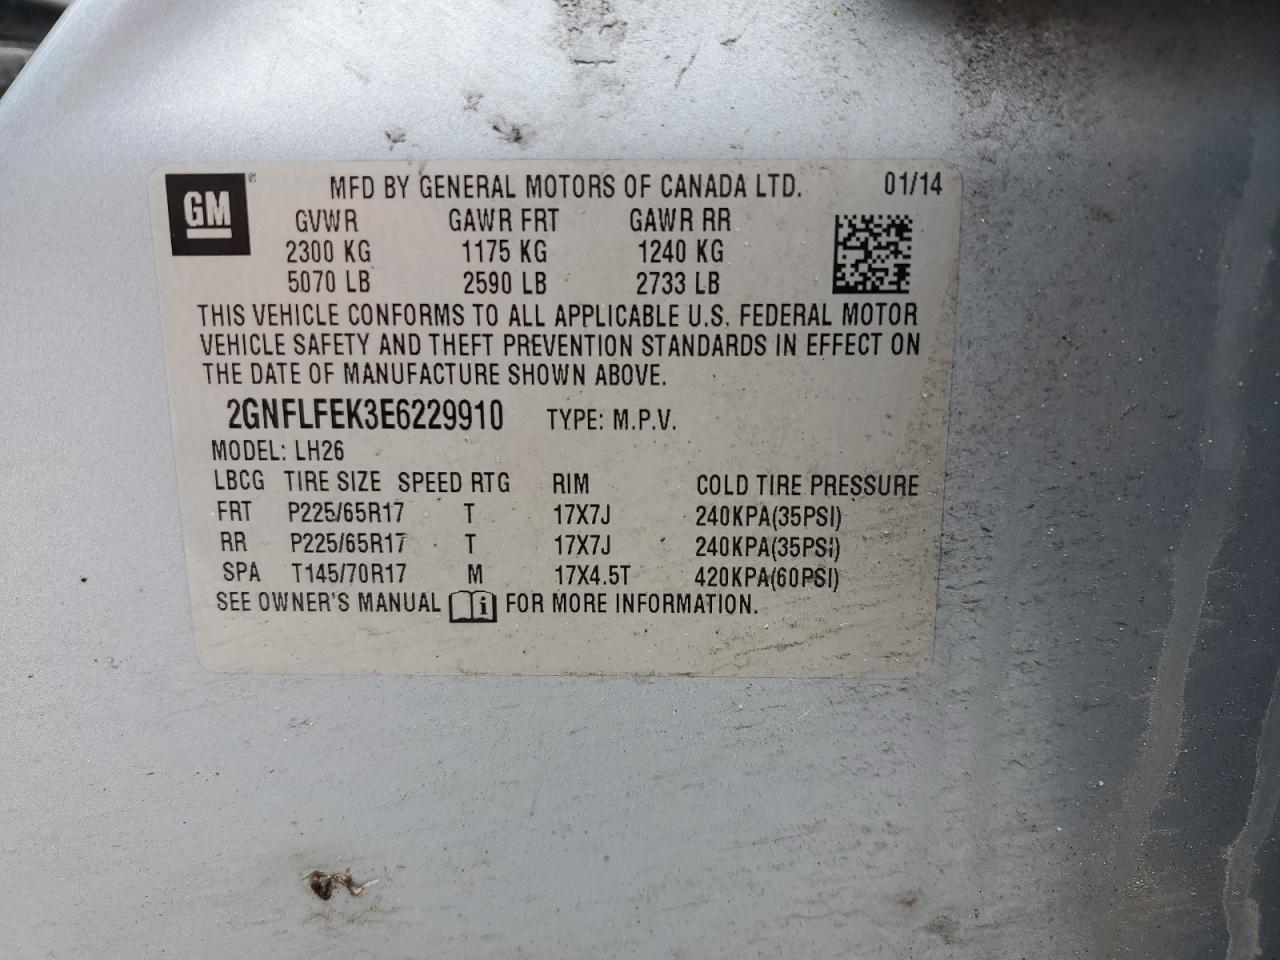 GM® MFD BY GENERAL MOTORS OF CANADA LTD. 01/14
GVWR GAWR FRT GAWR RR
2300 KG 1175 KG 1240 KG
5070 LB 2590 LB 2733 LB
THIS VEHICLE CONFORMS TO ALL APPLICABLE U.S. FEDERAL MOTOR
VEHICLE SAFETY AND THEFT PREVENTION STANDARDS IN EFFECT ON
THE DATE OF MANUFACTURE SHOWN ABOVE.
2GNFLFEK3E6229910 TYPE: M.P.V.
MODEL: LH26
LBCG TIRE SIZE SPEED RTG RIM COLD TIRE PRESSURE
FRT P225/65R17 T 17X7J 240KPA(35PSI)
RR P225/65R17 T 17X7J 240KPA(35PSI)
SPA T145/70R17 M 17X4.5T 420KPA(60PSI)
SEE OWNER'S MANUAL i FOR MORE INFORMATION.